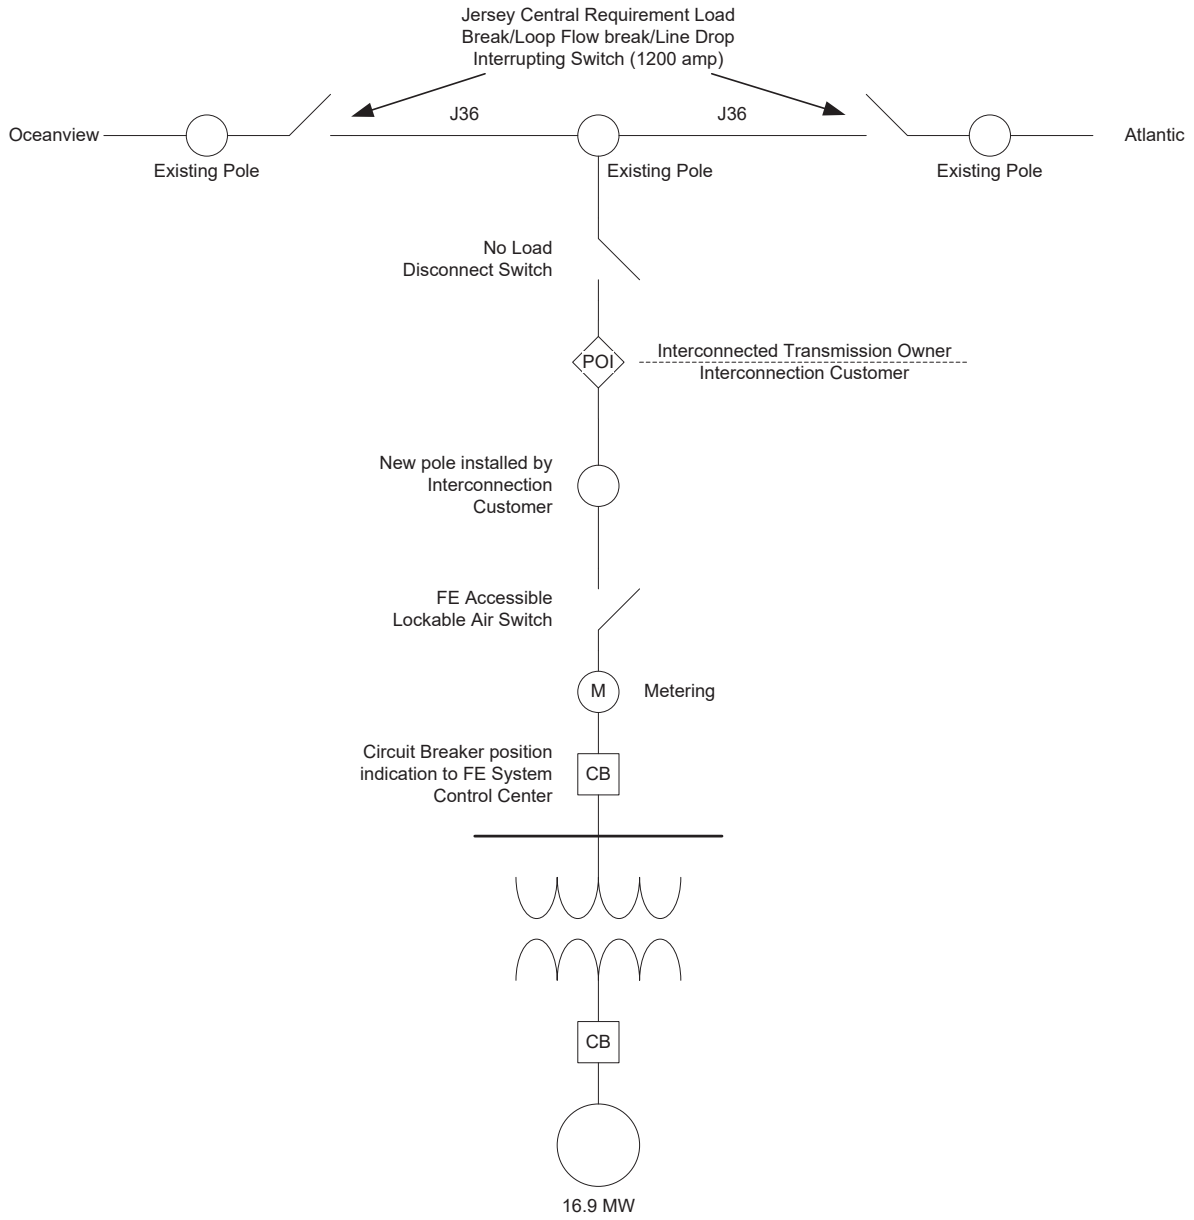 Jersey Central Requirement Load
Break/Loop Flow break/Line Drop
Interrupting Switch (1200 amp)
J36
J36
Oceanview
Atlantic
Existing Pole
Existing Pole
Existing Pole
No Load
Disconnect Switch
POI
Interconnected Transmission Owner
Interconnection Customer
New pole installed by
Interconnection
Customer
FE Accessible
Lockable Air Switch
M
Metering
Circuit Breaker position
indication to FE System
Control Center
CB
CB
16.9 MW